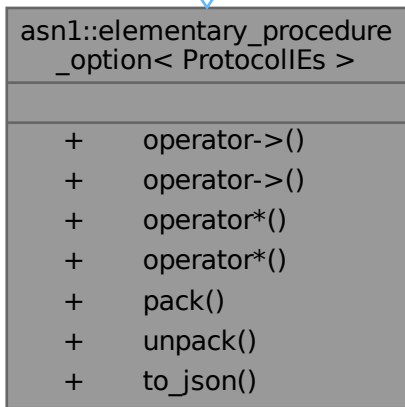 asn1::elementary_procedure
_option< ProtocolIEs >
+ operator->()
+ operator->()
+ operator*()
+ operator*()
+ pack()
+ unpack()
+ to_json()